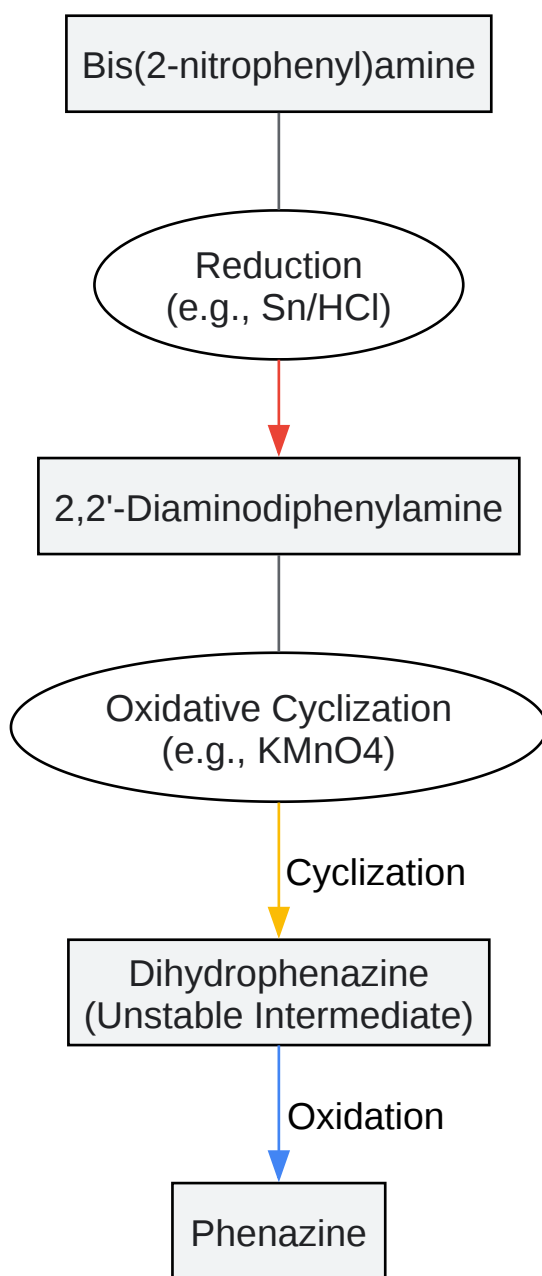 Bis(2-nitrophenyl)amine
Reduction
(e.g., Sn/HCl)
2,2'-Diaminodiphenylamine
Oxidative Cyclization
(e.g., KMnO4)
Cyclization
Dihydrophenazine
(Unstable Intermediate)
Oxidation
Phenazine